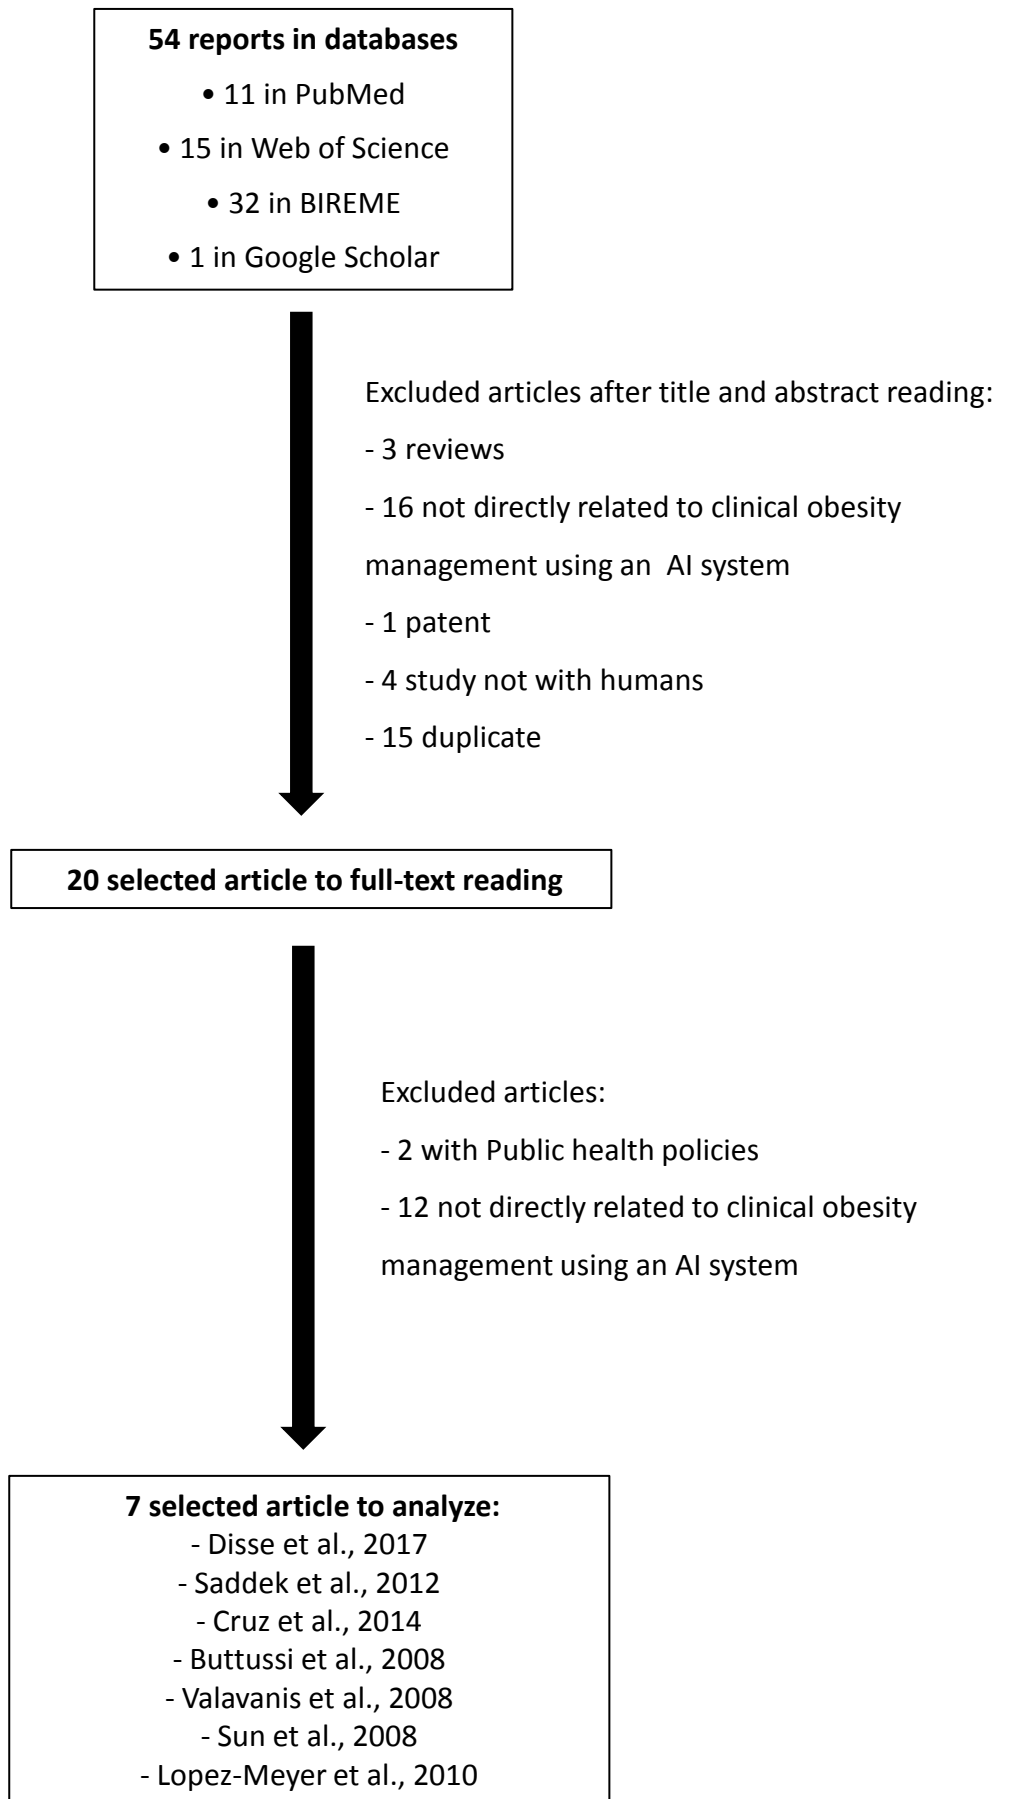 54 reports in databases
• 11 in PubMed
• 15 in Web of Science
• 32 in BIREME
• 1 in Google Scholar
Excluded articles after title and abstract reading:
- 3 reviews
- 16 not directly related to clinical obesity
management using an  AI system
- 1 patent
- 4 study not with humans
- 15 duplicate
20 selected article to full-text reading
Excluded articles:
- 2 with Public health policies
- 12 not directly related to clinical obesity
management using an AI system
7 selected article to analyze:
- Disse et al., 2017
- Saddek et al., 2012
- Cruz et al., 2014
- Buttussi et al., 2008
- Valavanis et al., 2008
- Sun et al., 2008
- Lopez-Meyer et al., 2010